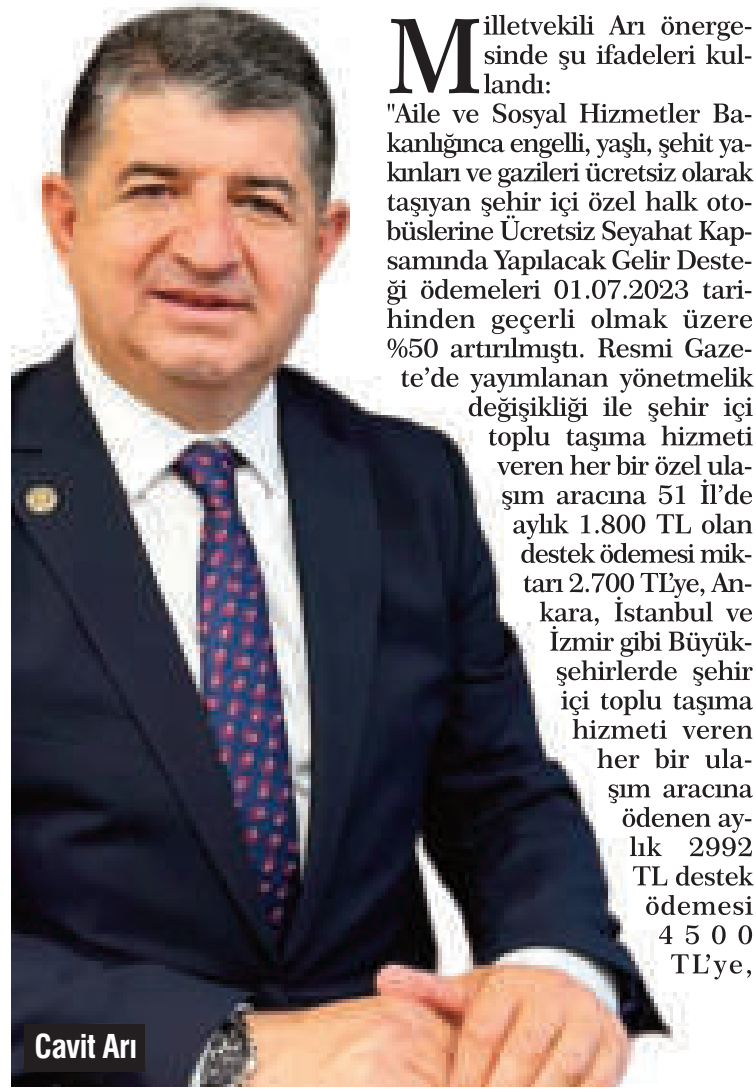 Milletvekili Arı önerge-
sinde şu ifadeleri kul-
landı:
"Aile ve Sosyal Hizmetler Ba-
kanlığınca engelli, yaşlı, şehit ya-
kınları ve gazileri ücretsiz olarak
taşıyan şehir içi özel halk oto-
büslerine Ücretsiz Seyahat Kap-
samında Yapılacak Gelir Deste-
ği ödemeleri 01.07.2023 tari-
hinden geçerli olmak üzere
%50 artırılmıştı. Resmi Gaze-
te’de yayımlanan yönetmelik
değişikliği ile şehir içi
toplu taşıma hizmeti
veren her bir özel ula-
şım aracına 51 İl’de
aylık 1.800 TL olan
destek ödemesi mik-
tarı 2.700 TL’ye, An-
kara, İstanbul ve
İzmir gibi Büyük-
şehirlerde şehir
içi toplu taşıma
hizmeti veren
her bir ula-
şım aracına
ödenen ay-
lık 2992
TL destek
ödemesi
4500
TL’ye,
Cavit Arı